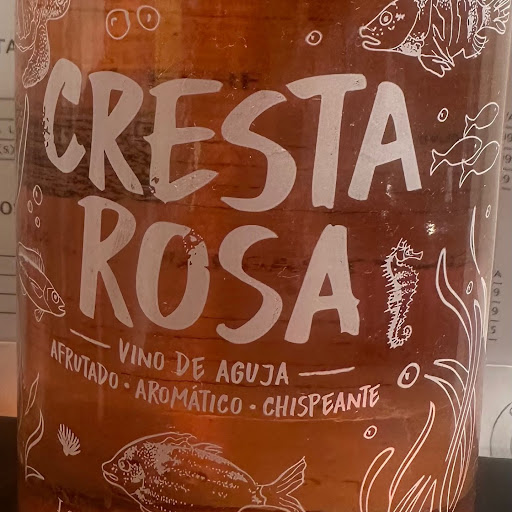 CRESTA
ROSA
VINO DE AGUJA
AFRUTADO · AROMÁTICO · CHISPEANTE